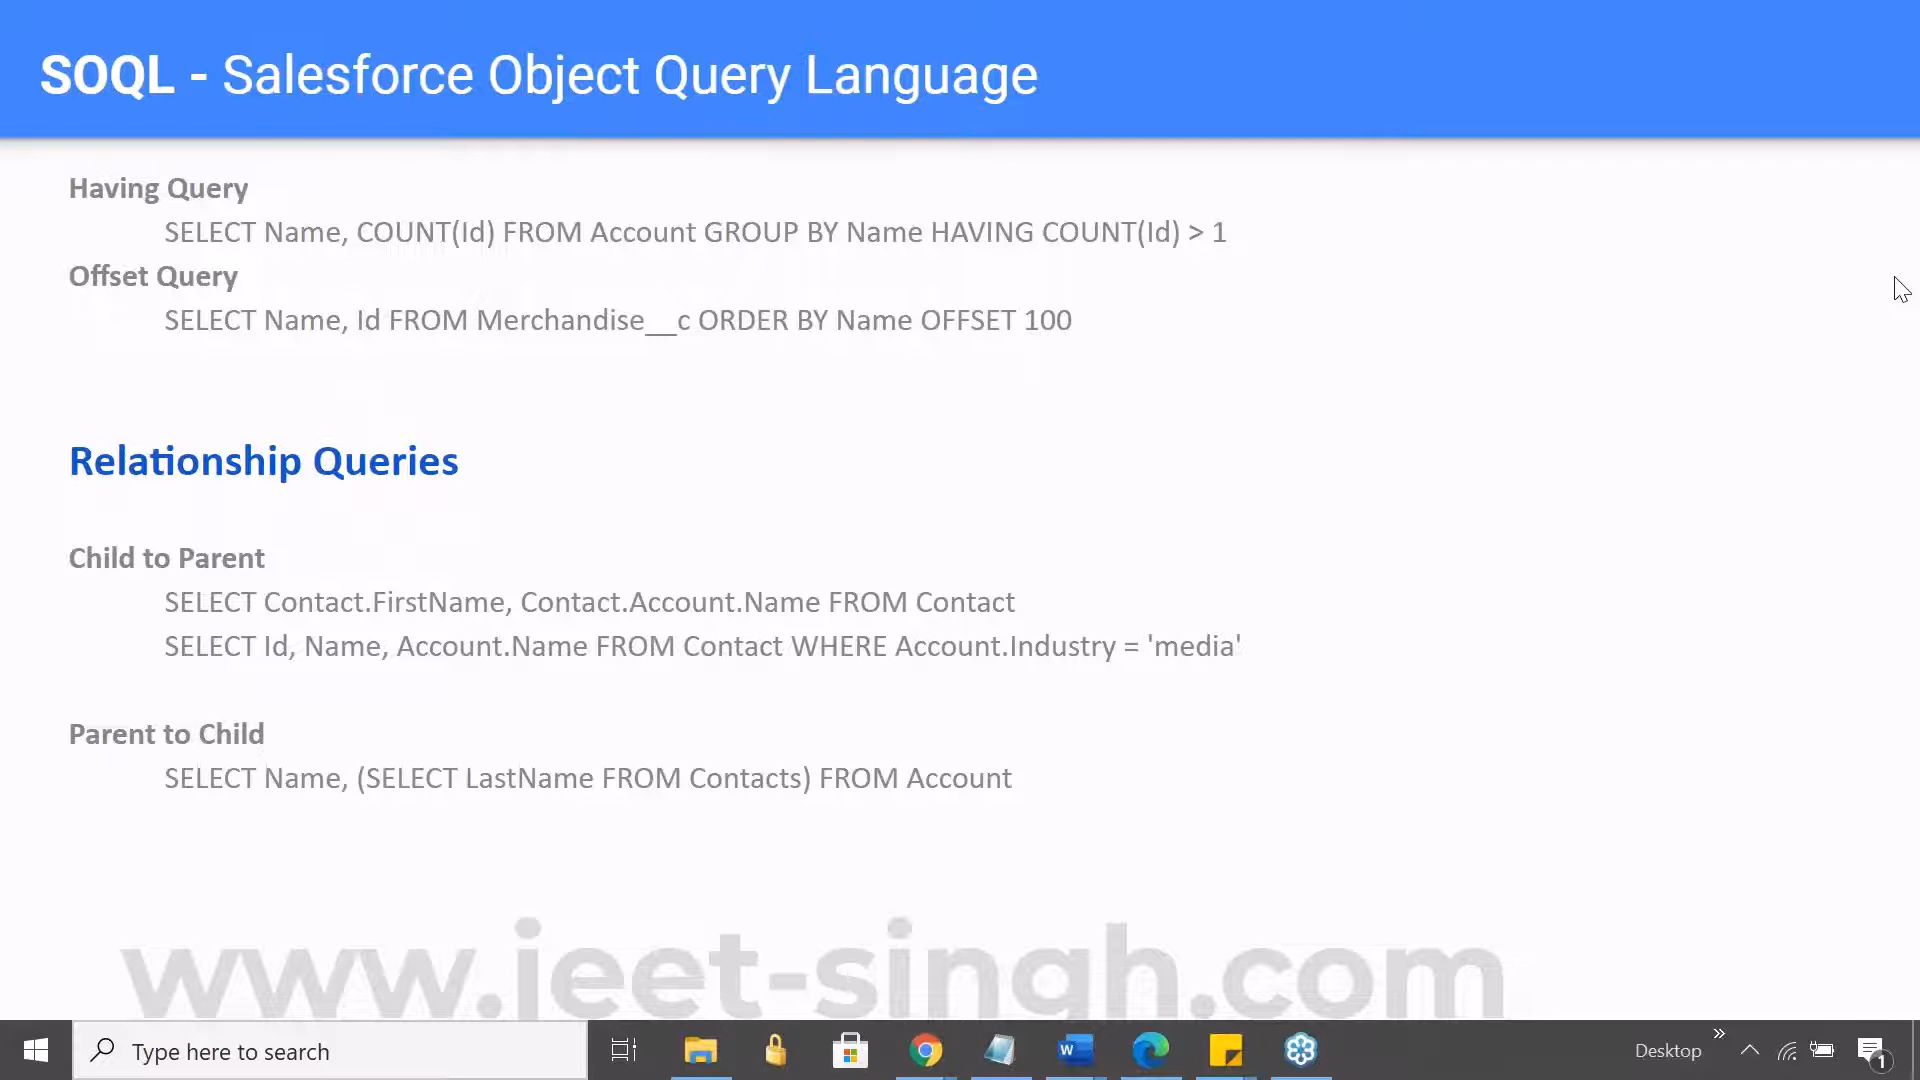 SOQL - Salesforce Object Query Language
Having Query
SELECT Name, COUNT(Id) FROM Account GROUP BY Name HAVING COUNT(Id) > 1
Offset Query
SELECT Name, Id FROM Merchandise__c ORDER BY Name OFFSET 100
Relationship Queries
Child to Parent
SELECT Contact.FirstName, Contact.Account.Name FROM Contact
SELECT Id, Name, Account.Name FROM Contact WHERE Account.Industry = 'media'
Parent to Child
SELECT Name, (SELECT LastName FROM Contacts) FROM Account
www.jeet-singh.com
Type here to search
W
Desktop
1